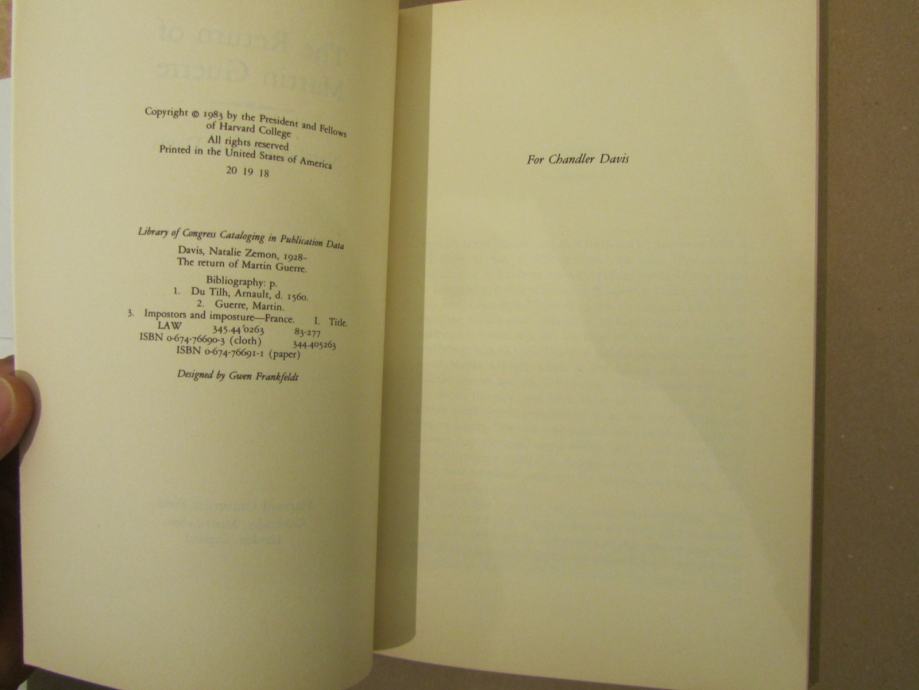 Copyright © 1983 by the President and Fellows
of Harvard College
All rights reserved
Printed in the United States of America
20 19 18
Library of Congress Cataloging in Publication Data
Davis, Natalie Zemon, 1928–
The return of Martin Guerre.
Bibliography: p.
1. Du Tilh, Arnault, d. 1560.
2. Guerre, Martin.
3. Impostors and imposture—France. I. Title.
LAW 345.44'0263 83-277
ISBN 0-674-76690-3 (cloth) 344.405263
ISBN 0-674-76691-1 (paper)
Designed by Gwen Frankfeldt
For Chandler Davis